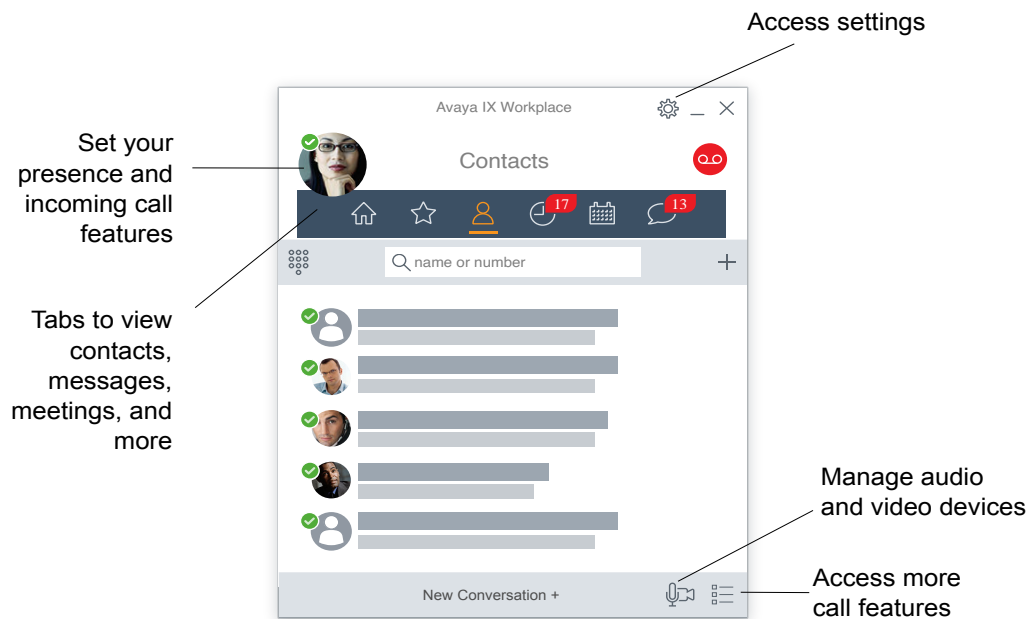 Access settings
Avaya IX Workplace
Set your
presence and
incoming call
features
Contacts
17
13
name or number
Tabs to view
contacts,
messages,
meetings, and
more
Manage audio
and video devices
New Conversation +
Access more
call features